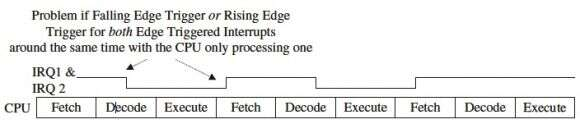 Problem if Falling Edge Trigger or Rising Edge
Trigger for both Edge Triggered Interrupts
around the same time with the CPU only processing one
IRQ1 &
IRQ 2
CPU Fetch Decode Execute Fetch Decode Execute Fetch Decode Execute